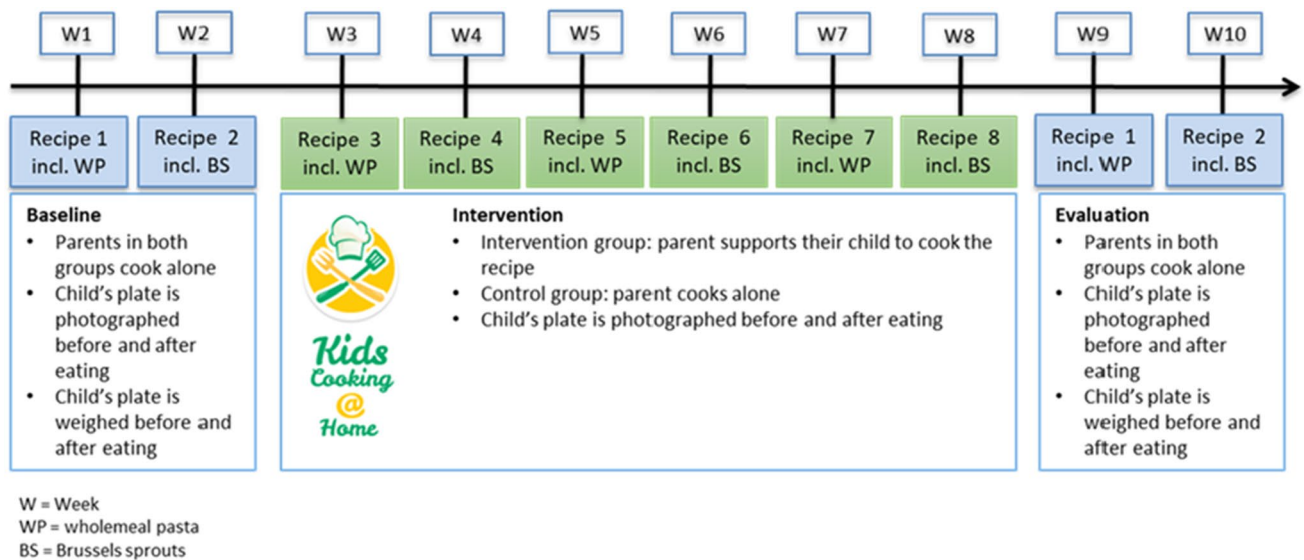 W1
W2
W3
W4
W5
W6
W7
W8
W9
W10
Recipe 1
incl. WP
Recipe 2
incl. BS
Recipe 3
incl. WP
Recipe 4
incl. BS
Recipe 5
incl. WP
Recipe 6
incl. BS
Recipe 7
incl. WP
Recipe 8
incl. BS
Recipe 1
incl. WP
Recipe 2
incl. BS
Baseline
• Parents in both
groups cook alone
• Child's plate is
photographed
before and after
eating
• Child's plate is
weighed before and
after eating
Kids
Cooking
@
Home
Intervention
• Intervention group: parent supports their child to cook the
recipe
• Control group: parent cooks alone
• Child's plate is photographed before and after eating
Evaluation
• Parents in both
groups cook alone
• Child's plate is
photographed
before and after
eating
• Child's plate is
weighed before and
after eating
W = Week
WP = wholemeal pasta
BS = Brussels sprouts